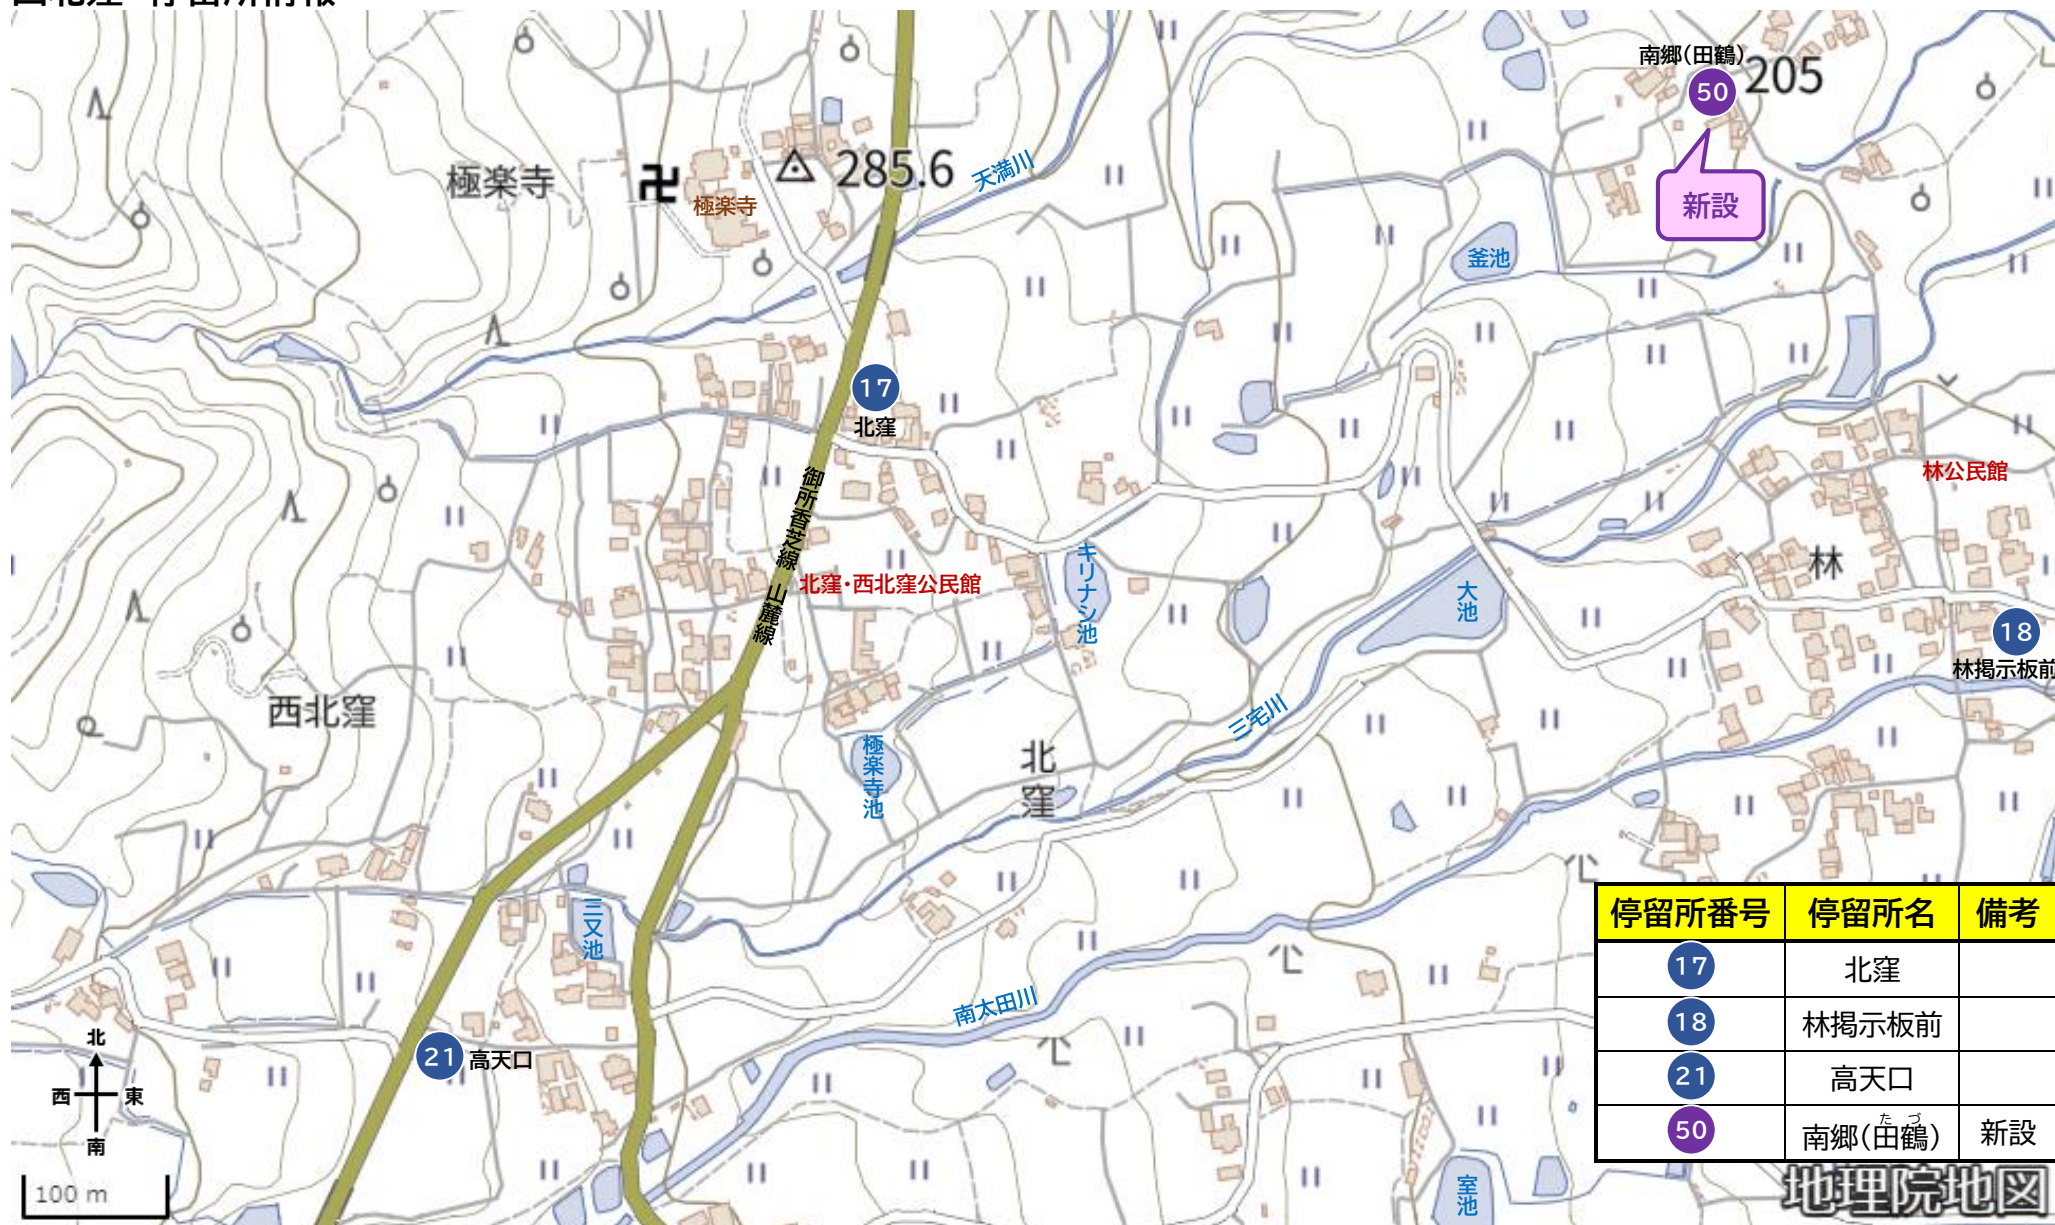 南郷(田鶴)
50
205
新設
極楽寺
極楽寺
285.6
天満川
釜池
17
北窪
御所香芝線 山麓線
北窪・西北窪公民館
キリナシ池
大池
林公民館
林
18
林掲示板前
西北窪
極楽寺池
北窪
三宅川
三又池
南太田川
21 高天口
北
西 東
南
100 m
室池
停留所番号 停留所名 備考
17 北窪
18 林掲示板前
21 高天口
たづ
50 南郷(田鶴) 新設
地理院地図